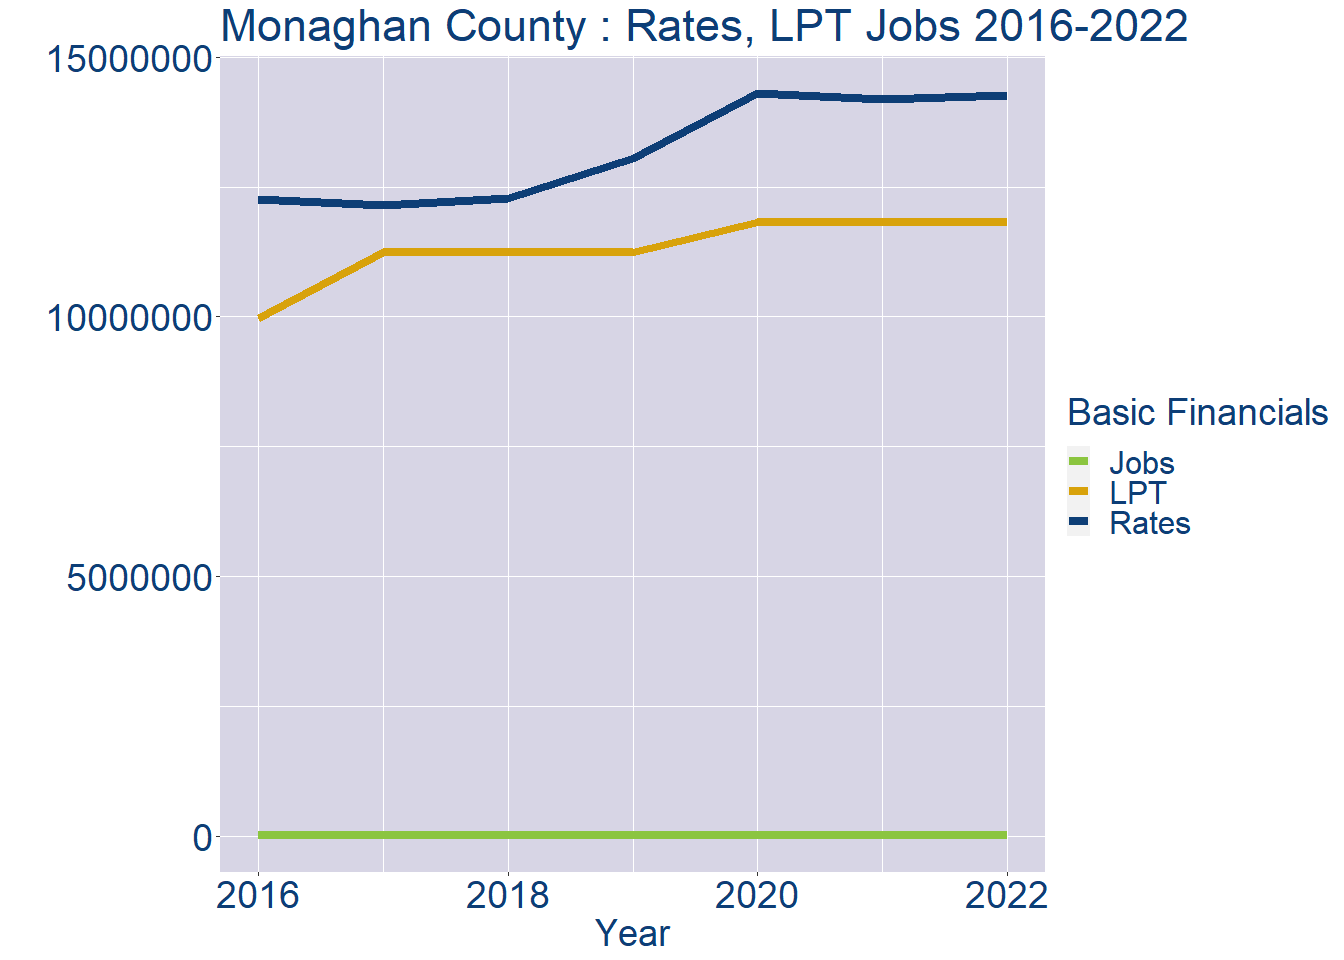 Monaghan County : Rates, LPT Jobs 2016-2022
15000000
10000000
5000000
0
2016 2018 2020 2022
Year
Basic Financials
Jobs
LPT
Rates